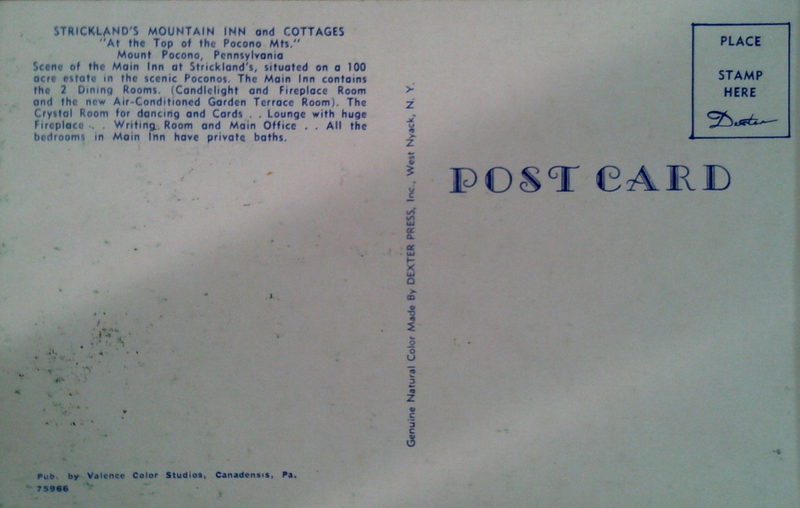 STRICKLAND'S MOUNTAIN INN and COTTAGES
"At the Top of the Pocono Mts."
Mount Pocono, Pennsylvania
Scene of the Main Inn at Strickland's, situated on a 100
acre estate in the scenic Poconos. The Main Inn contains
the 2 Dining Rooms. (Candlelight and Fireplace Room
and the new Air-Conditioned Garden Terrace Room). The
Crystal Room for dancing and Cards . . Lounge with huge
Fireplace . . Writing Room and Main Office . . All the
bedrooms in Main Inn have private baths.
Pub. by Valence Color Studios, Canadensis, Pa.
75966
Genuine Natural Color Made By DEXTER PRESS, Inc., West Nyack, N. Y.
POST CARD
PLACE
STAMP
HERE
Dexter